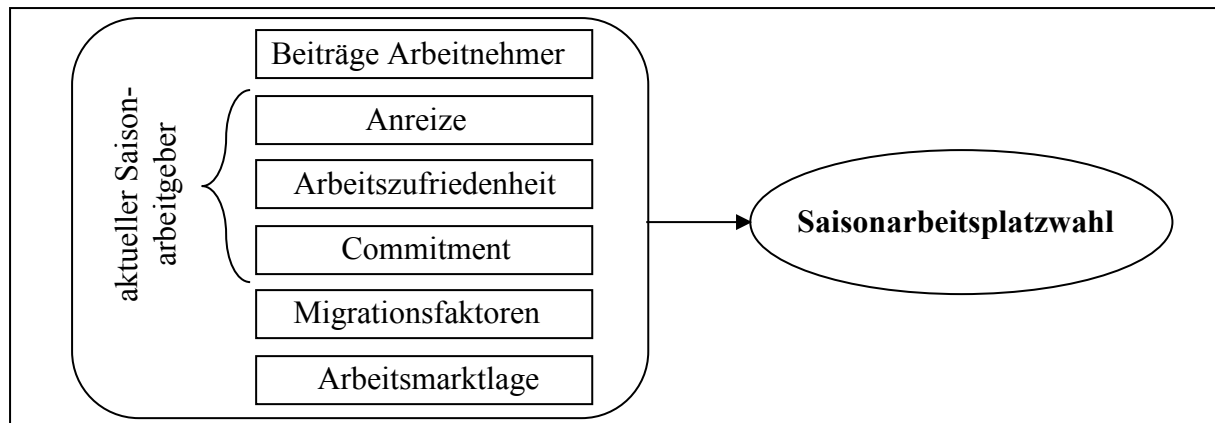 Beiträge Arbeitnehmer
aktueller Saison-
arbeitgeber
Anreize
Arbeitszufriedenheit
Commitment
Migrationsfaktoren
Arbeitsmarktlage
Saisonarbeitsplatzwahl